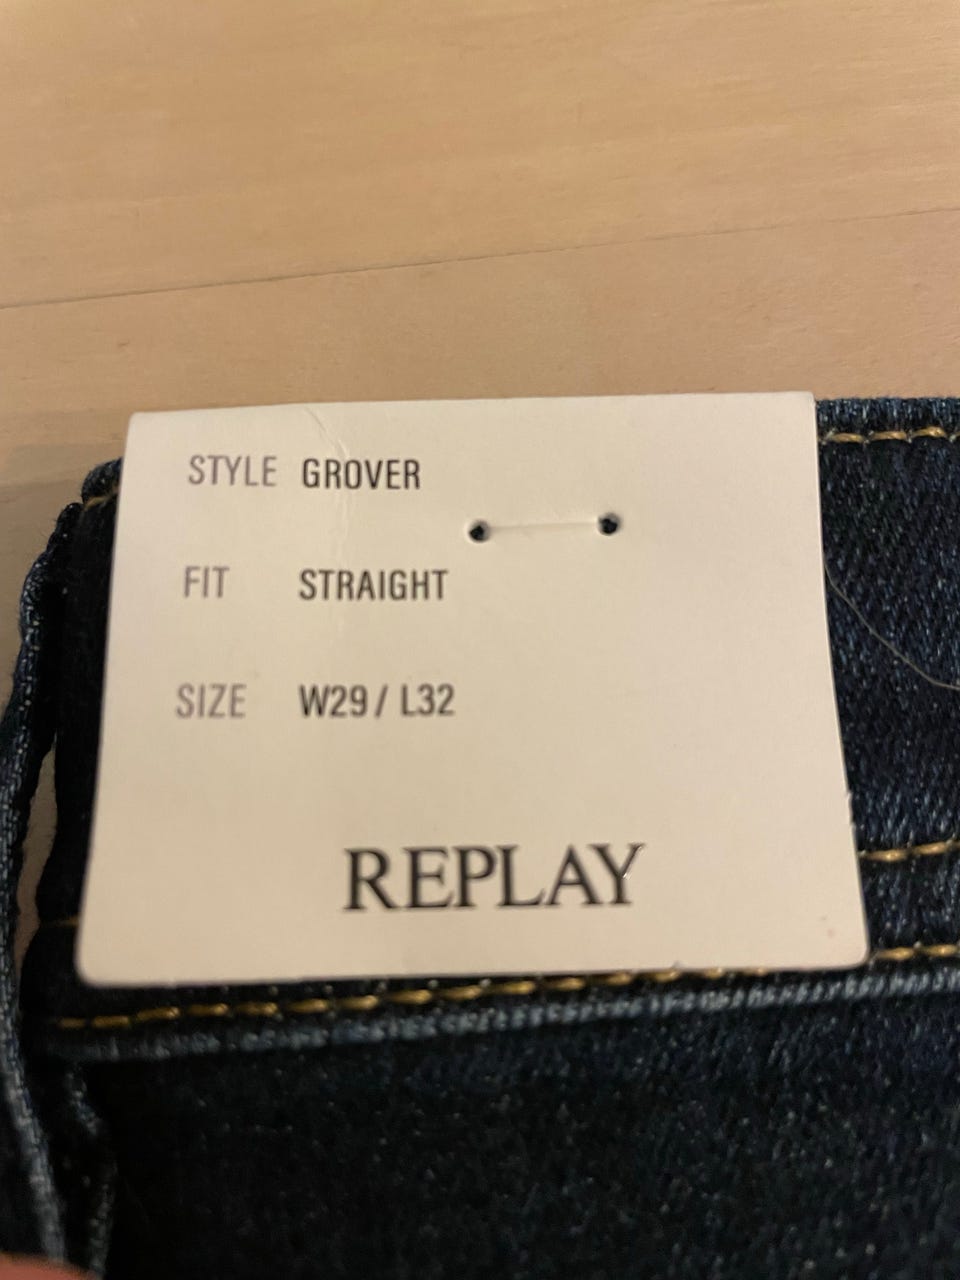 STYLE GROVER
FIT STRAIGHT
SIZE W29 / L32
REPLAY